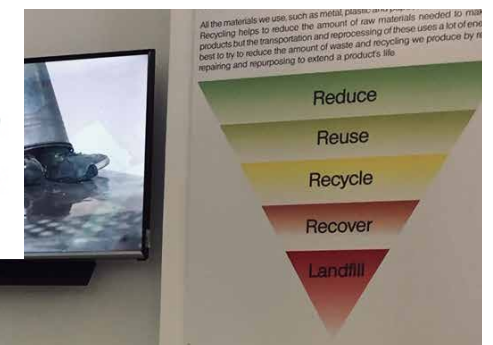 All the materials we use, such as metal, plastic and
Recycling helps to reduce the amount of raw materials needed to
products but the transportation and reprocessing of these uses a lot of
best to try to reduce the amount of waste and recycling we produce by
repairing and repurposing to extend a product's life.
Reduce
Reuse
Recycle
Recover
Landfill